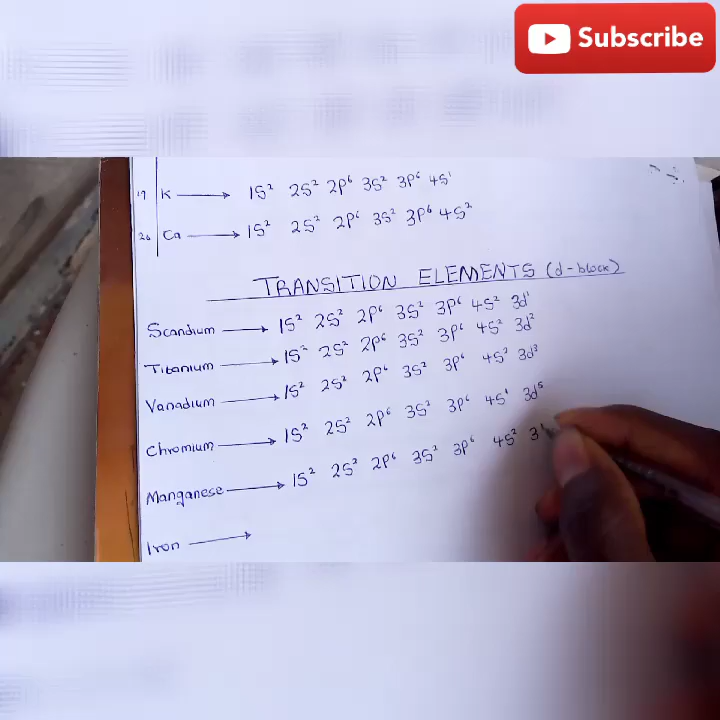 Subscribe
19 K → 1S² 2S² 2P⁶ 3S² 3P⁶ 4S¹
20 Ca → 1S² 2S² 2P⁶ 3S² 3P⁶ 4S²
TRANSITION ELEMENTS (d-block)
Scandium → 1S² 2S² 2P⁶ 3S² 3P⁶ 4S² 3d¹
Titanium → 1S² 2S² 2P⁶ 3S² 3P⁶ 4S² 3d²
Vanadium → 1S² 2S² 2P⁶ 3S² 3P⁶ 4S² 3d³
Chromium → 1S² 2S² 2P⁶ 3S² 3P⁶ 4S¹ 3d⁵
Manganese → 1S² 2S² 2P⁶ 3S² 3P⁶ 4S² 3
Iron →